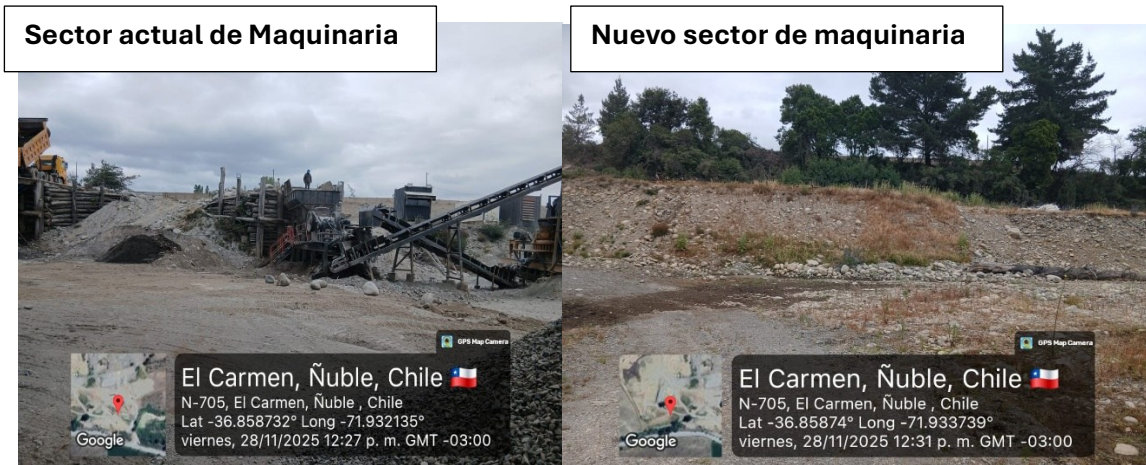 Sector actual de Maquinaria
Nuevo sector de maquinaria
GPS Map Camera
El Carmen, Ñuble, Chile
N-705, El Carmen, Ñuble , Chile
Lat -36.858732° Long -71.932135°
viernes, 28/11/2025 12:27 p. m. GMT -03:00
Google
GPS Map Camera
El Carmen, Ñuble, Chile
N-705, El Carmen, Ñuble , Chile
Lat -36.85874° Long -71.933739°
viernes, 28/11/2025 12:31 p. m. GMT -03:00
Google